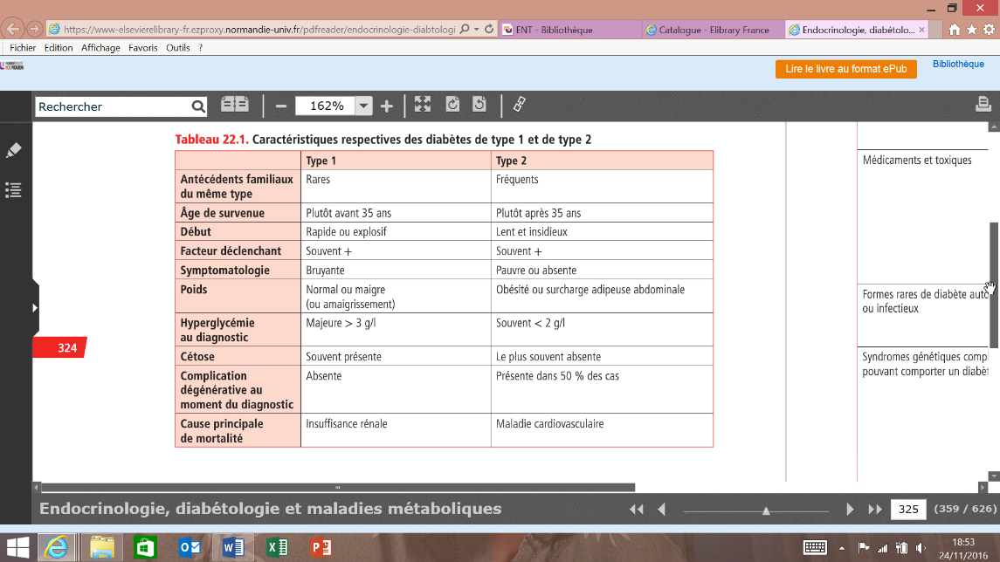 https://www-elsevierelibrary-fr.ezproxy.normandie-univ.fr/pdfreader/endocrinologie-diabtologi
ENT - Bibliothèque
Catalogue - Elibrary France
Endocrinologie, diabétolo...
Fichier Edition Affichage Favoris Outils ?
Lire le livre au format ePub
Bibliothèque
Rechercher
162%
Tableau 22.1. Caractéristiques respectives des diabètes de type 1 et de type 2
Type 1 Type 2
Antécédents familiaux Rares Fréquents
du même type
Âge de survenue Plutôt avant 35 ans Plutôt après 35 ans
Début Rapide ou explosif Lent et insidieux
Facteur déclenchant Souvent + Souvent +
Symptomatologie Bruyante Pauvre ou absente
Poids Normal ou maigre Obésité ou surcharge adipeuse abdominale
(ou amaigrissement)
Hyperglycémie Majeure > 3 g/l Souvent < 2 g/l
au diagnostic
Cétose Souvent présente Le plus souvent absente
Complication Absente Présente dans 50 % des cas
dégénérative au
moment du diagnostic
Cause principale Insuffisance rénale Maladie cardiovasculaire
de mortalité
324
Médicaments et toxiques
Formes rares de diabète auto
ou infectieux
Syndromes génétiques compl
pouvant comporter un diabèt
Endocrinologie, diabétologie et maladies métaboliques
325 (359 / 626)
18:53
24/11/2016